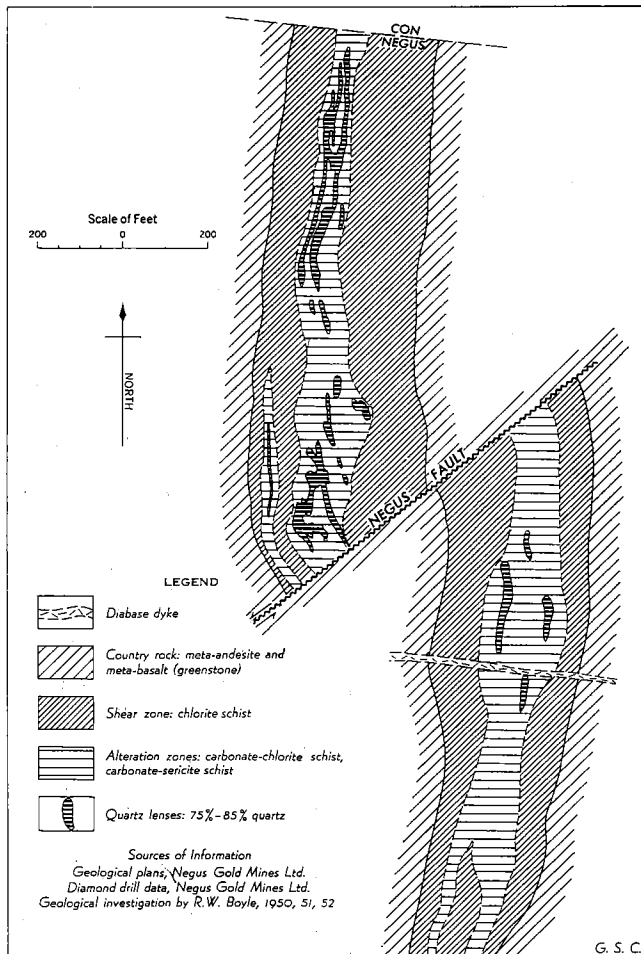 CON
NEGUS
Scale of Feet
200 0 200
NORTH
NEGUS FAULT
LEGEND
Diabase dyke
Country rock: meta-andesite and
meta-basalt (greenstone)
Shear zone: chlorite schist
Alteration zones: carbonate-chlorite schist,
carbonate-sericite schist
Quartz lenses: 75%-85% quartz
Sources of Information
Geological plans, Negus Gold Mines Ltd.
Diamond drill data, Negus Gold Mines Ltd.
Geological investigation by R.W. Boyle, 1950, 51, 52
G. S. C.